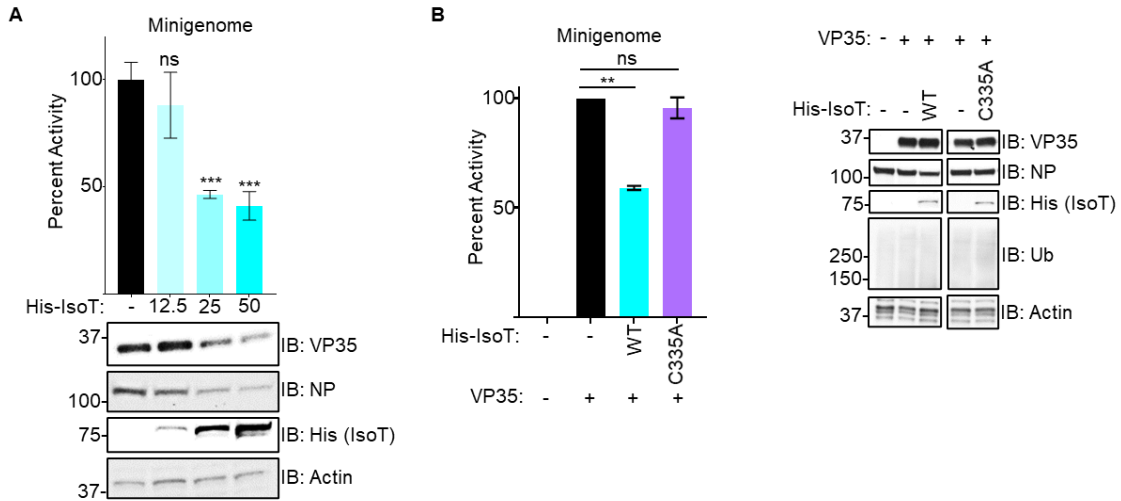 A
Minigenome
Percent Activity
100
50
ns
***
***
His-IsoT: - 12.5 25 50
37
IB: VP35
IB: NP
100
75
IB: His (IsoT)
IB: Actin
37
B
Minigenome
ns
**
Percent Activity
100
50
His-IsoT: - - WT C335A
VP35: - + + +
VP35: - + + + +
His-IsoT: - - WT - C335A
37
IB: VP35
IB: NP
100
75
IB: His (IsoT)
250
IB: Ub
150
37
IB: Actin